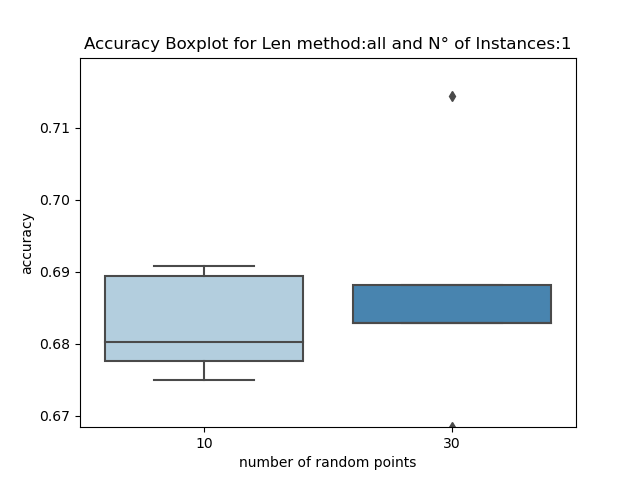 Accuracy Boxplot for Len method:all and N° of Instances:1
0.71
0.70
0.69
0.68
0.67
accuracy
10 30
number of random points